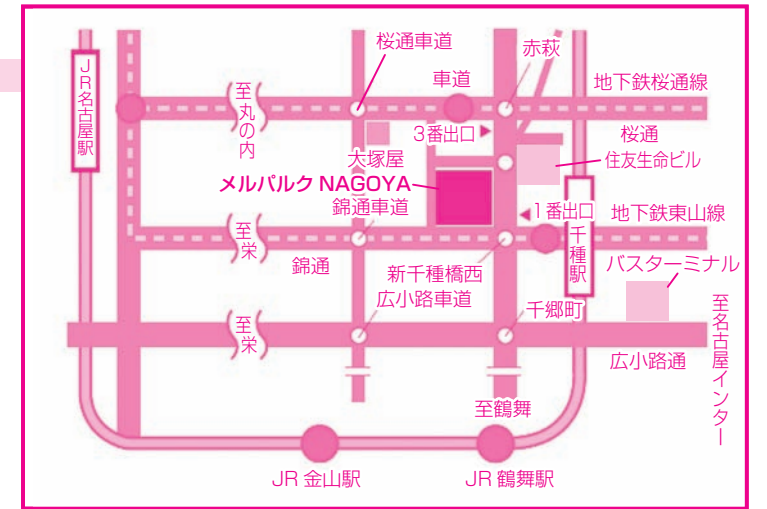 桜通車道
赤萩
JR名古屋駅
至丸の内
車道
地下鉄桜通線
3番出口
桜通
大塚屋
住友生命ビル
メルパルク NAGOYA
錦通車道
1番出口
地下鉄東山線
至栄
千種駅
錦通
新千種橋西
バスターミナル
広小路車道
至栄
千郷町
至名古屋インター
広小路通
至鶴舞
JR 金山駅
JR 鶴舞駅